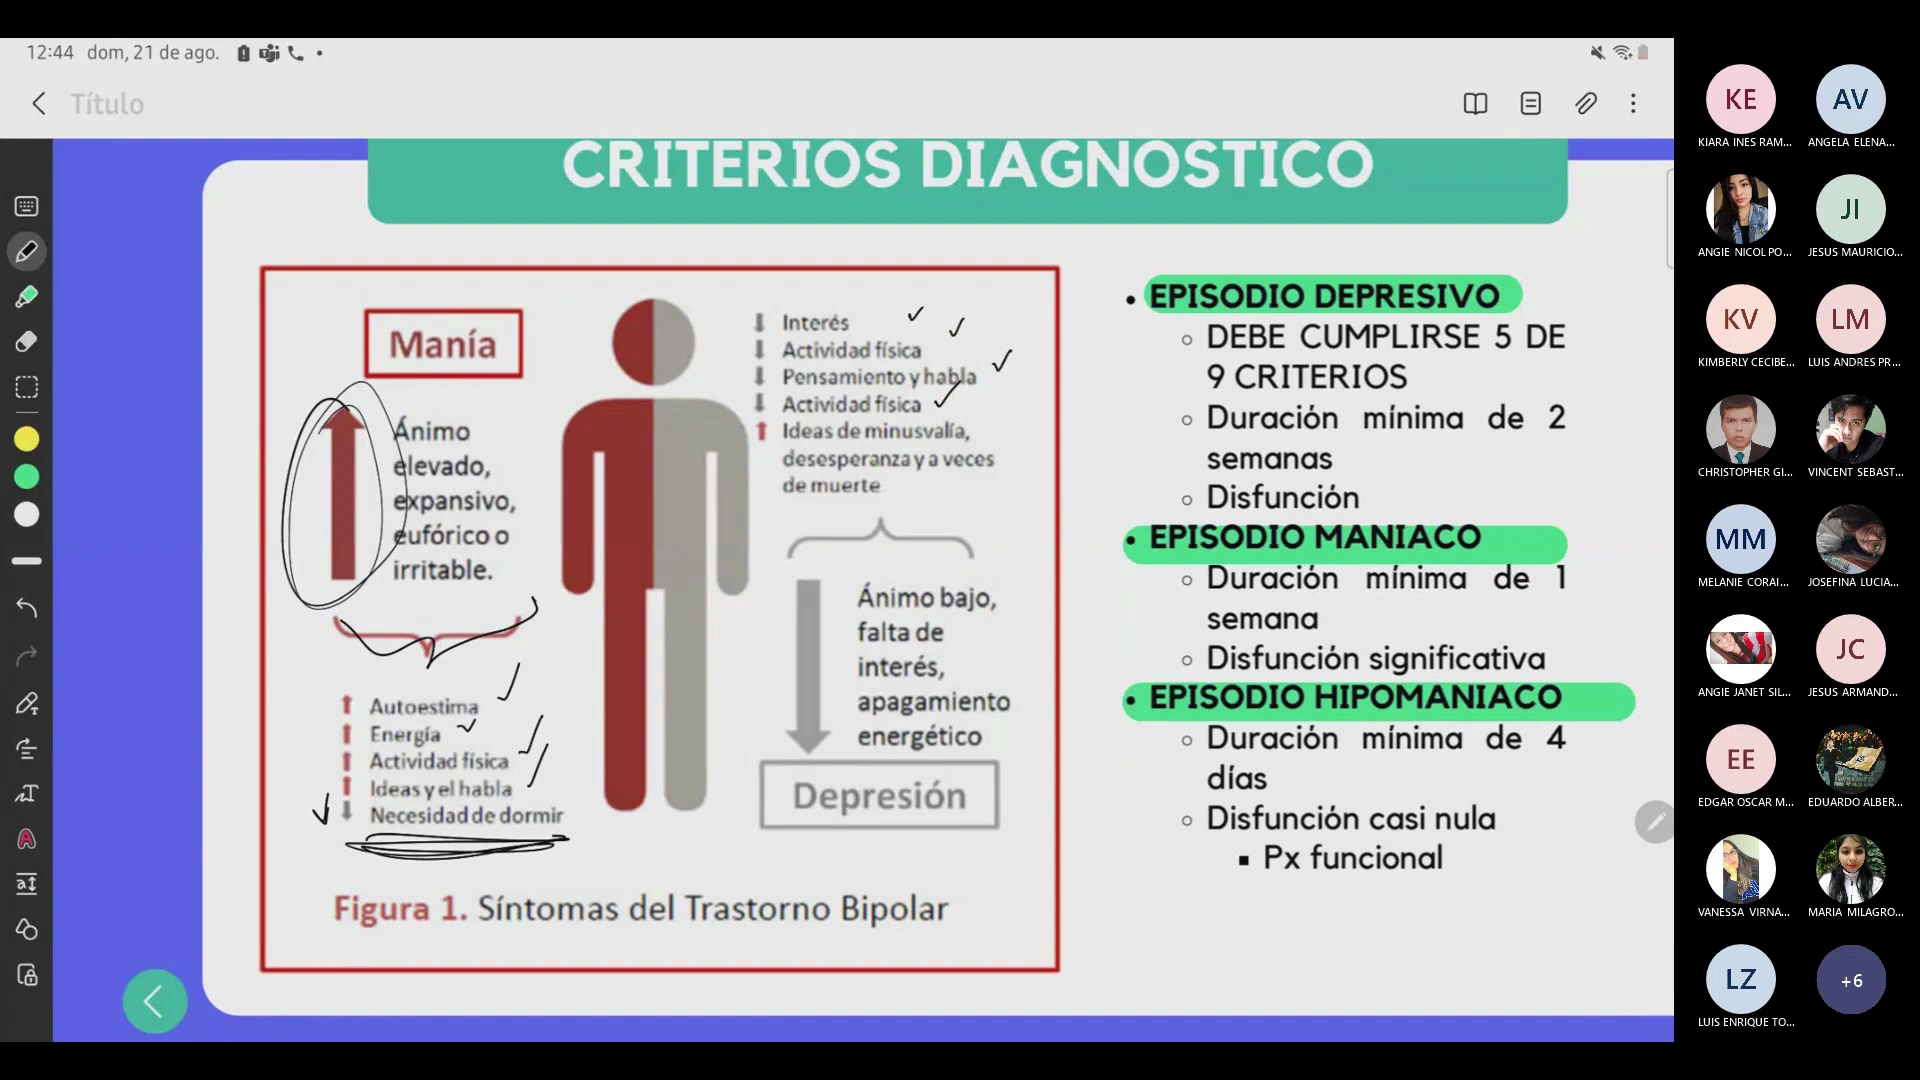 12:44 dom, 21 de ago.
Título
CRITERIOS DIAGNOSTICO
Manía
Ánimo
elevado,
expansivo,
eufórico o
irritable.
Autoestima
Energía
Actividad física
Ideas y el habla
Necesidad de dormir
Interés
Actividad física
Pensamiento y habla
Actividad física
Ideas de minusvalía,
desesperanza y a veces
de muerte
Ánimo bajo,
falta de
interés,
apagamiento
energético
Depresión
Figura 1. Síntomas del Trastorno Bipolar
• EPISODIO DEPRESIVO
DEBE CUMPLIRSE 5 DE
9 CRITERIOS
Duración mínima de 2
semanas
Disfunción
• EPISODIO MANIACO
Duración mínima de 1
semana
Disfunción significativa
• EPISODIO HIPOMANIACO
Duración mínima de 4
días
Disfunción casi nula
Px funcional
KE AV
KIARA INES RAM... ANGELA ELENA...
JI
ANGIE NICOL PO... JESUS MAURICIO...
KV LM
KIMBERLY CECIBE... LUIS ANDRES PR...
CHRISTOPHER GI... VINCENT SEBAST...
MM
MELANIE CORAI... JOSEFINA LUCIA...
JC
ANGIE JANET SIL... JESUS ARMAND...
EE
EDGAR OSCAR M... EDUARDO ALBER...
VANESSA VIRNA... MARIA MILAGRO...
LZ +6
LUIS ENRIQUE TO...